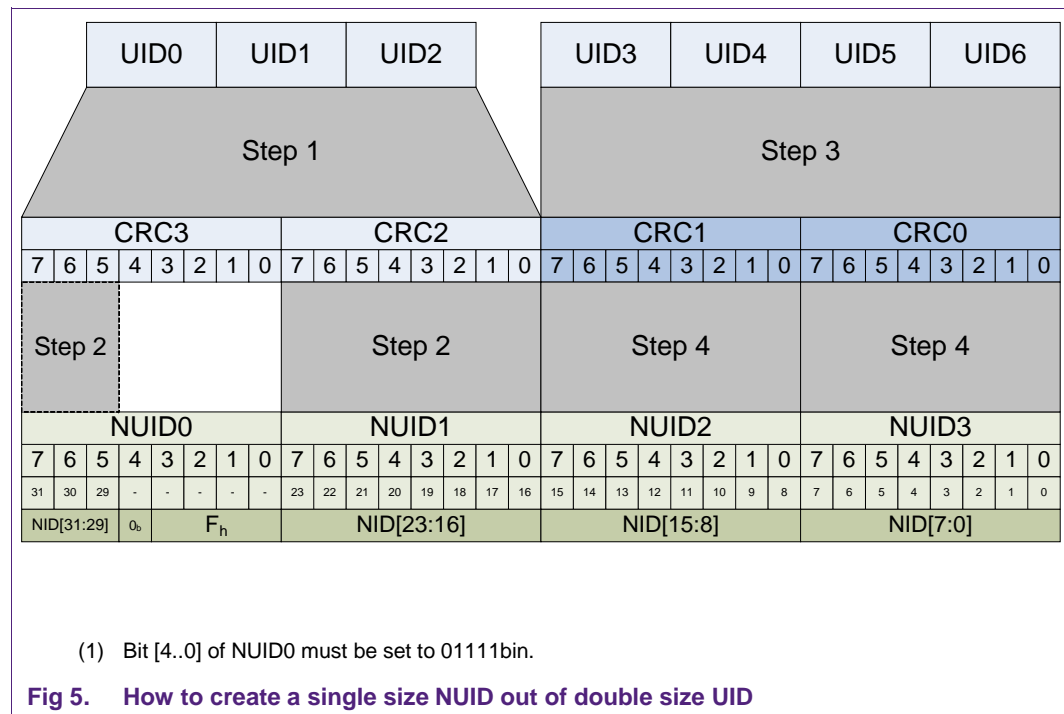 UID0 UID1 UID2 UID3 UID4 UID5 UID6
Step 1 Step 3
CRC3 CRC2 CRC1 CRC0
7 6 5 4 3 2 1 0 7 6 5 4 3 2 1 0 7 6 5 4 3 2 1 0 7 6 5 4 3 2 1 0
Step 2 Step 2 Step 4 Step 4
NUID0 NUID1 NUID2 NUID3
7 6 5 4 3 2 1 0 7 6 5 4 3 2 1 0 7 6 5 4 3 2 1 0 7 6 5 4 3 2 1 0
31 30 29 - - - - - 23 22 21 20 19 18 17 16 15 14 13 12 11 10 9 8 7 6 5 4 3 2 1 0
NID[31:29] 0b Fh NID[23:16] NID[15:8] NID[7:0]
(1) Bit [4..0] of NUID0 must be set to 01111bin.
Fig 5. How to create a single size NUID out of double size UID